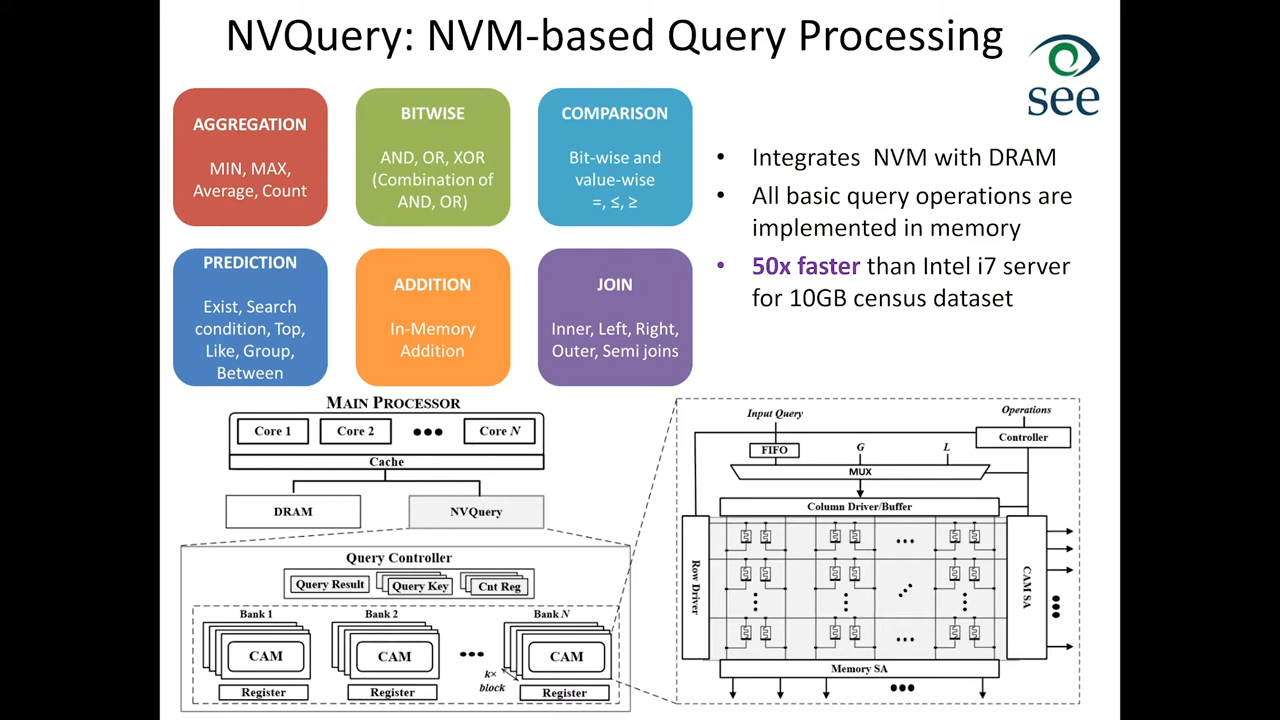 NVQuery: NVM-based Query Processing
see
AGGREGATION
MIN, MAX,
Average, Count
BITWISE
AND, OR, XOR
(Combination of
AND, OR)
COMPARISON
Bit-wise and
value-wise
=, ≤, ≥
PREDICTION
Exist, Search
condition, Top,
Like, Group,
Between
ADDITION
In-Memory
Addition
JOIN
Inner, Left, Right,
Outer, Semi joins
• Integrates NVM with DRAM
• All basic query operations are
implemented in memory
• 50x faster than Intel i7 server
for 10GB census dataset
MAIN PROCESSOR
Core 1
Core 2
Core N
Cache
DRAM
NVQuery
Query Controller
Query Result
Query Key
Cnt Reg
Bank 1
Bank 2
Bank N
CAM
CAM
CAM
k×
block
Register
Register
Register
Input Query
Operations
Controller
FIFO
G
L
MUX
Column Driver/Buffer
Row Driver
CAM SA
Memory SA